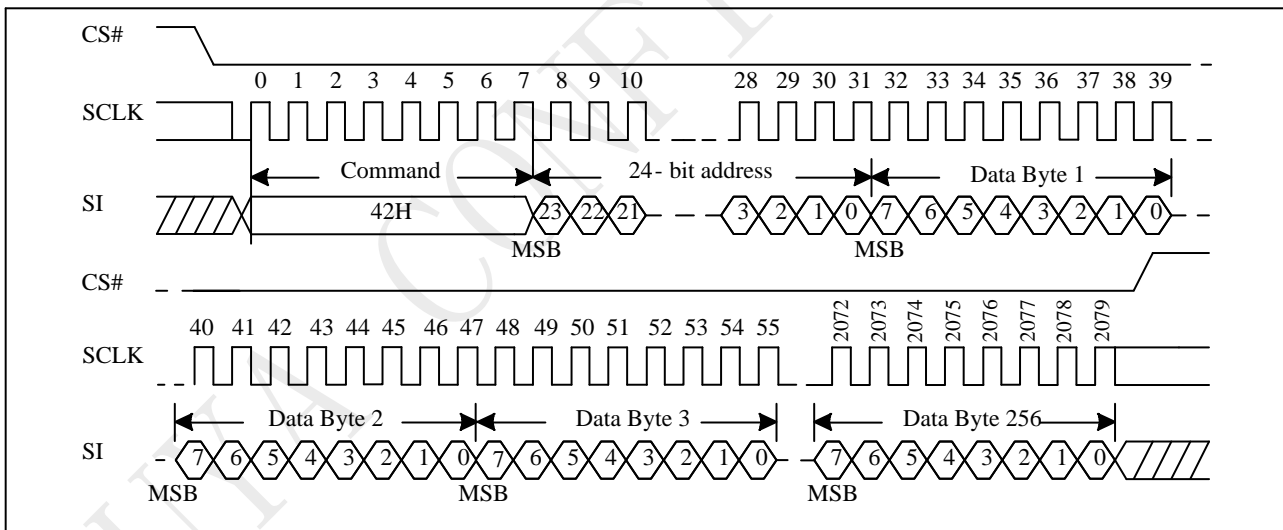 CS#
0 1 2 3 4 5 6 7 8 9 10 28 29 30 31 32 33 34 35 36 37 38 39
SCLK
Command 24- bit address Data Byte 1
SI 42H 23 22 21 3 2 1 0 7 6 5 4 3 2 1 0
MSB MSB
CS#
40 41 42 43 44 45 46 47 48 49 50 51 52 53 54 55 2072 2073 2074 2075 2076 2077 2078 2079
SCLK
Data Byte 2 Data Byte 3 Data Byte 256
SI 7 6 5 4 3 2 1 0 7 6 5 4 3 2 1 0 7 6 5 4 3 2 1 0
MSB MSB MSB